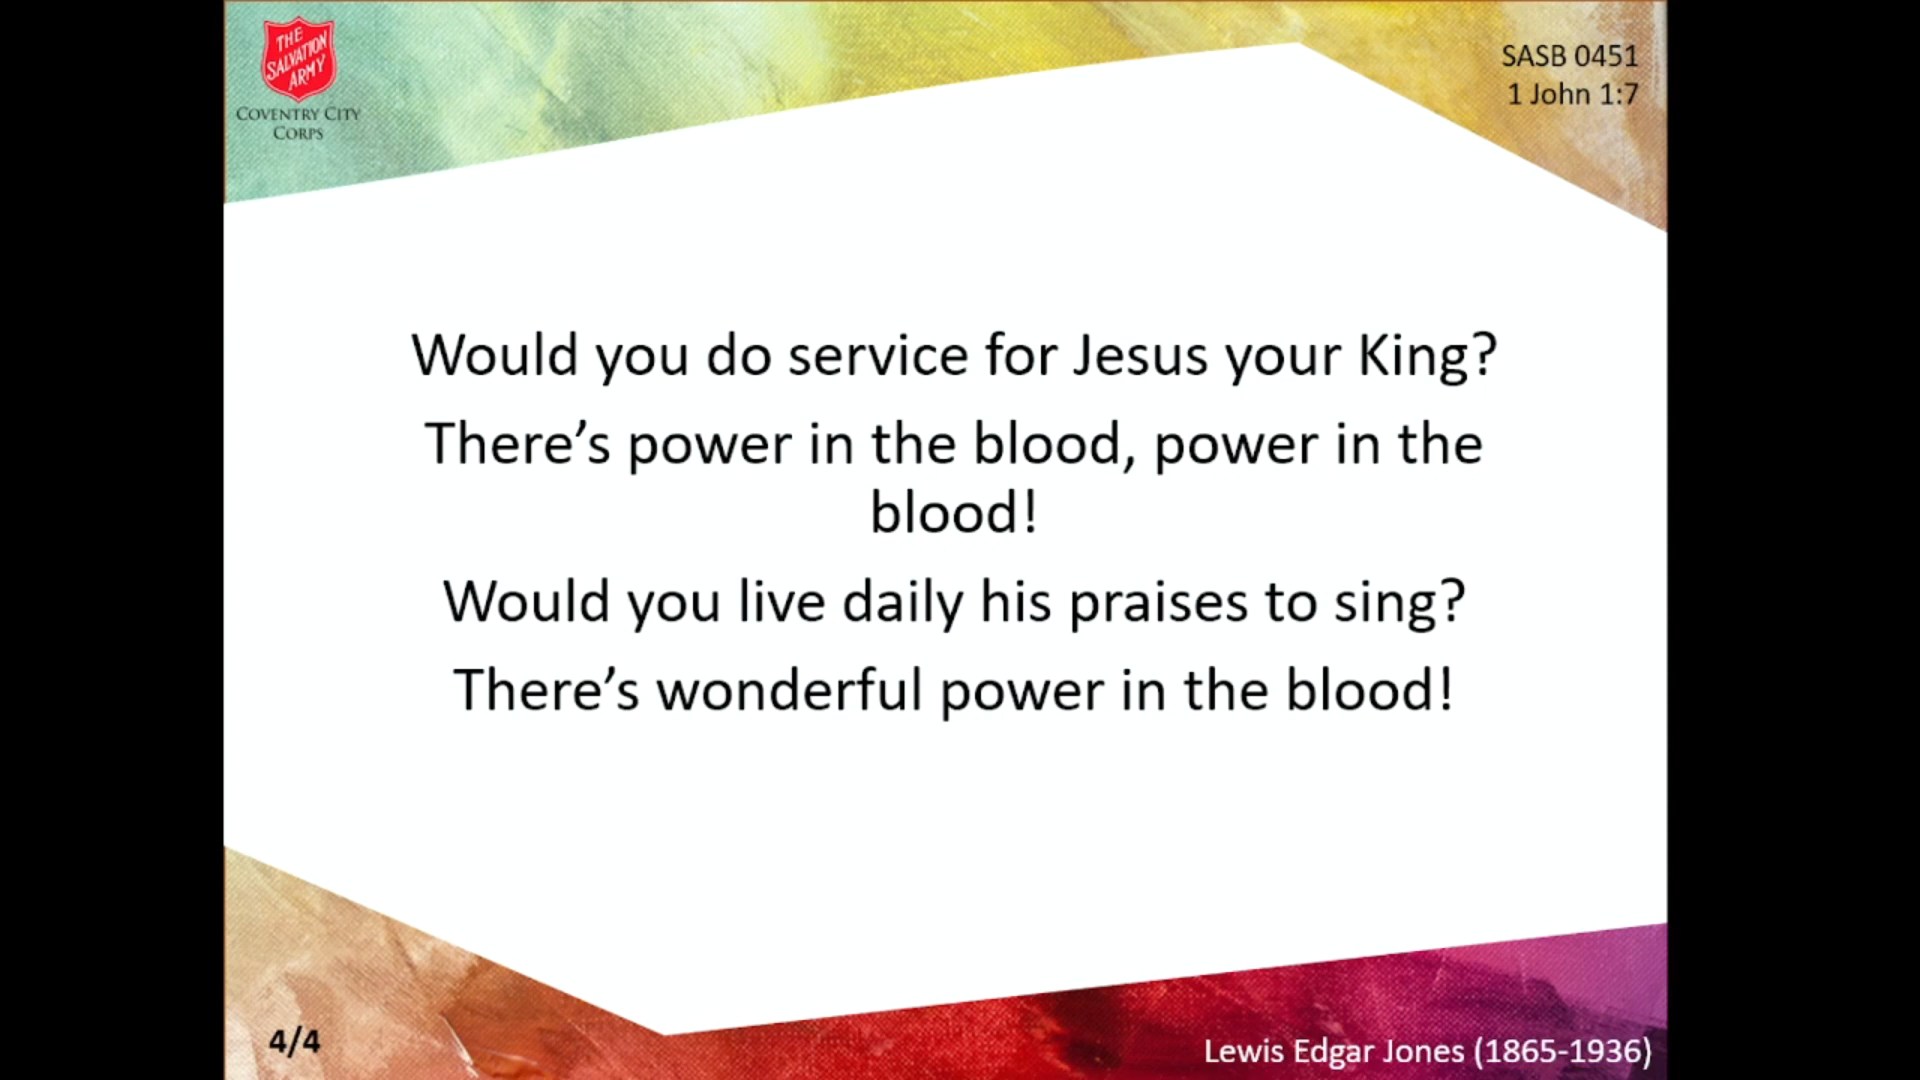 THE
SALVATION
ARMY
COVENTRY CITY
CORPS
SASB 0451
1 John 1:7
Would you do service for Jesus your King?
There’s power in the blood, power in the
blood!
Would you live daily his praises to sing?
There’s wonderful power in the blood!
4/4
Lewis Edgar Jones (1865-1936)